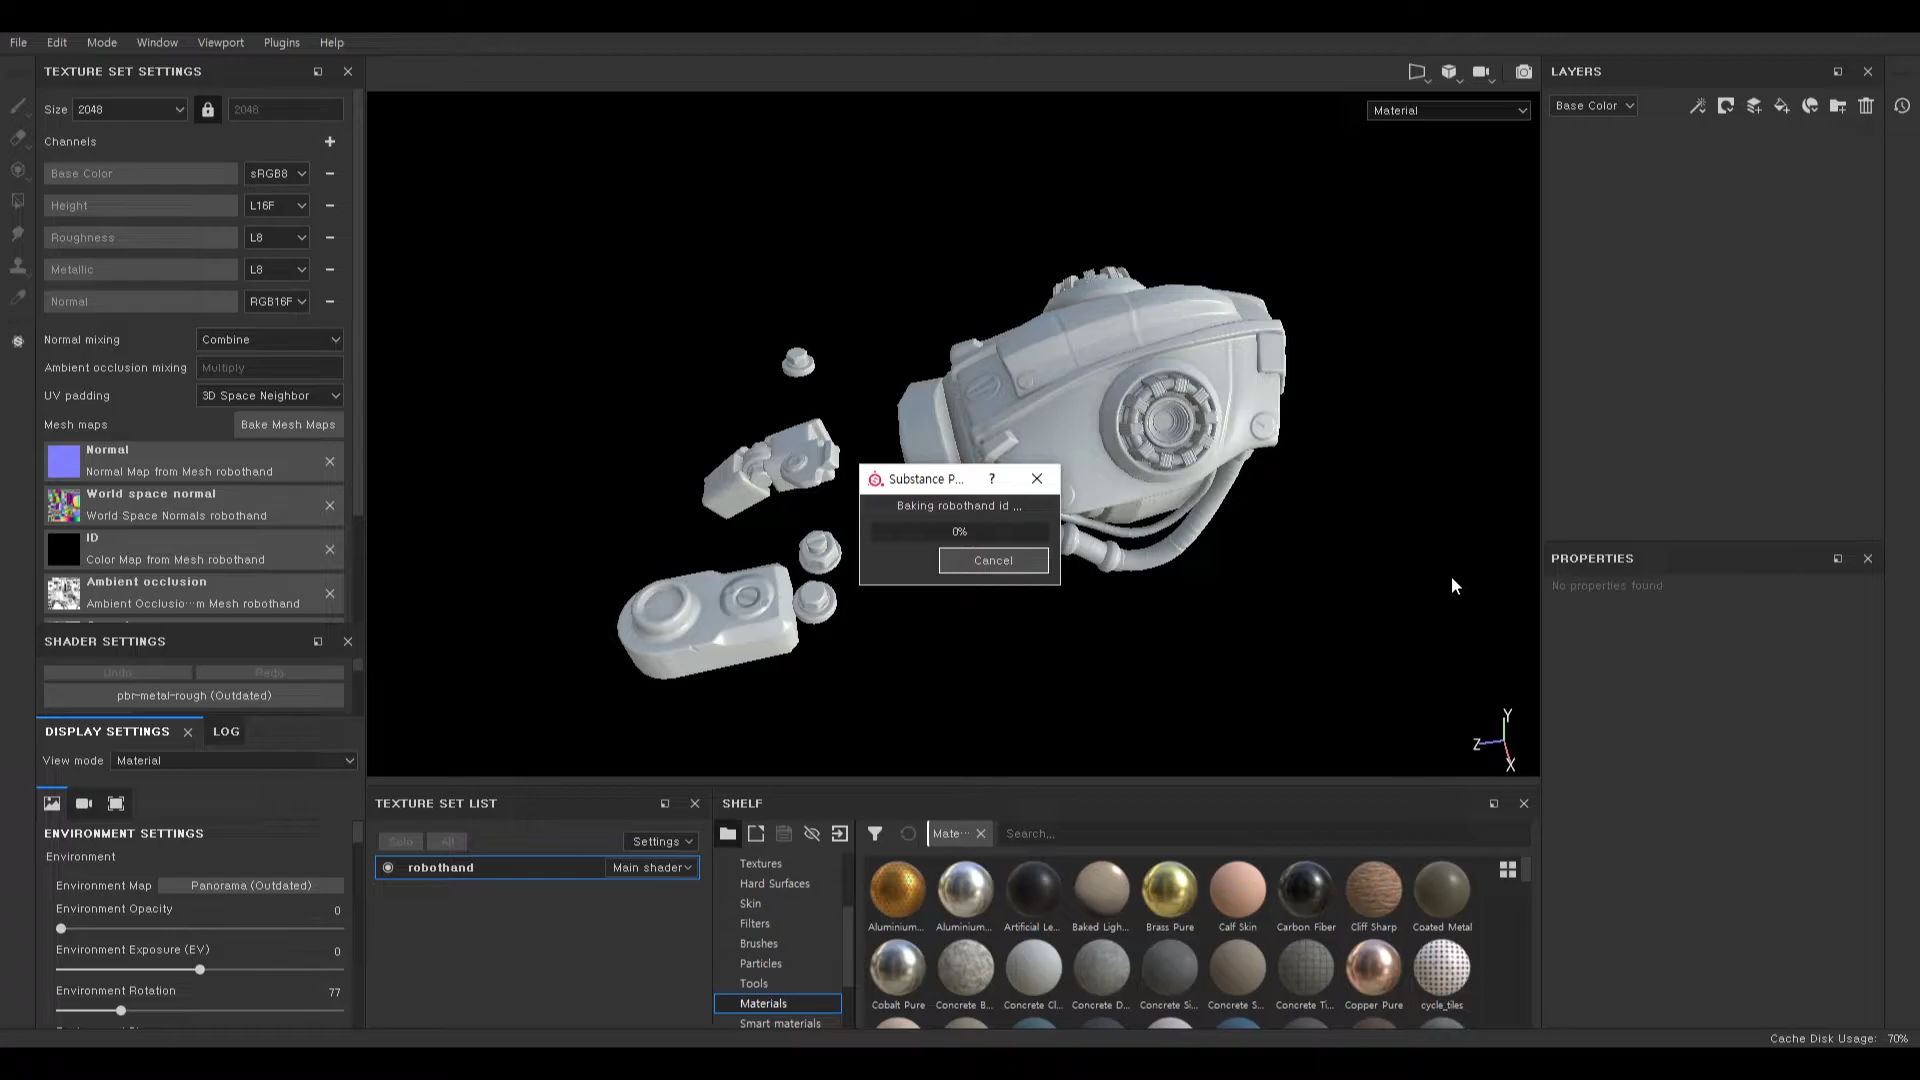 File Edit Mode Window Viewport Plugins Help
TEXTURE SET SETTINGS
Size 2048 2048
Channels
Base Color sRGB8
Height L16F
Roughness L8
Metallic L8
Normal RGB16F
Normal mixing Combine
Ambient occlusion mixing Multiply
UV padding 3D Space Neighbor
Mesh maps Bake Mesh Maps
Normal
Normal Map from Mesh robothand
World space normal
World Space Normals robothand
ID
Color Map from Mesh robothand
Ambient occlusion
Ambient Occlusio···m Mesh robothand
SHADER SETTINGS
Undo Redo
pbr-metal-rough (Outdated)
DISPLAY SETTINGS LOG
View mode Material
ENVIRONMENT SETTINGS
Environment
Environment Map Panorama (Outdated)
Environment Opacity 0
Environment Exposure (EV) 0
Environment Rotation 77
Material
Substance P... ?
Baking robothand id ...
0%
Cancel
Y
Z
X
TEXTURE SET LIST
Solo All Settings
robothand Main shader
SHELF
Mate··· Search...
Textures
Hard Surfaces
Skin
Filters
Brushes
Particles
Tools
Materials
Smart materials
Aluminium... Aluminium... Artificial Le... Baked Ligh... Brass Pure Calf Skin Carbon Fiber Cliff Sharp Coated Metal
Cobalt Pure Concrete B... Concrete Cl... Concrete D... Concrete Si... Concrete S... Concrete Ti... Copper Pure cycle_tiles
LAYERS
Base Color
PROPERTIES
No properties found
Cache Disk Usage: 70%